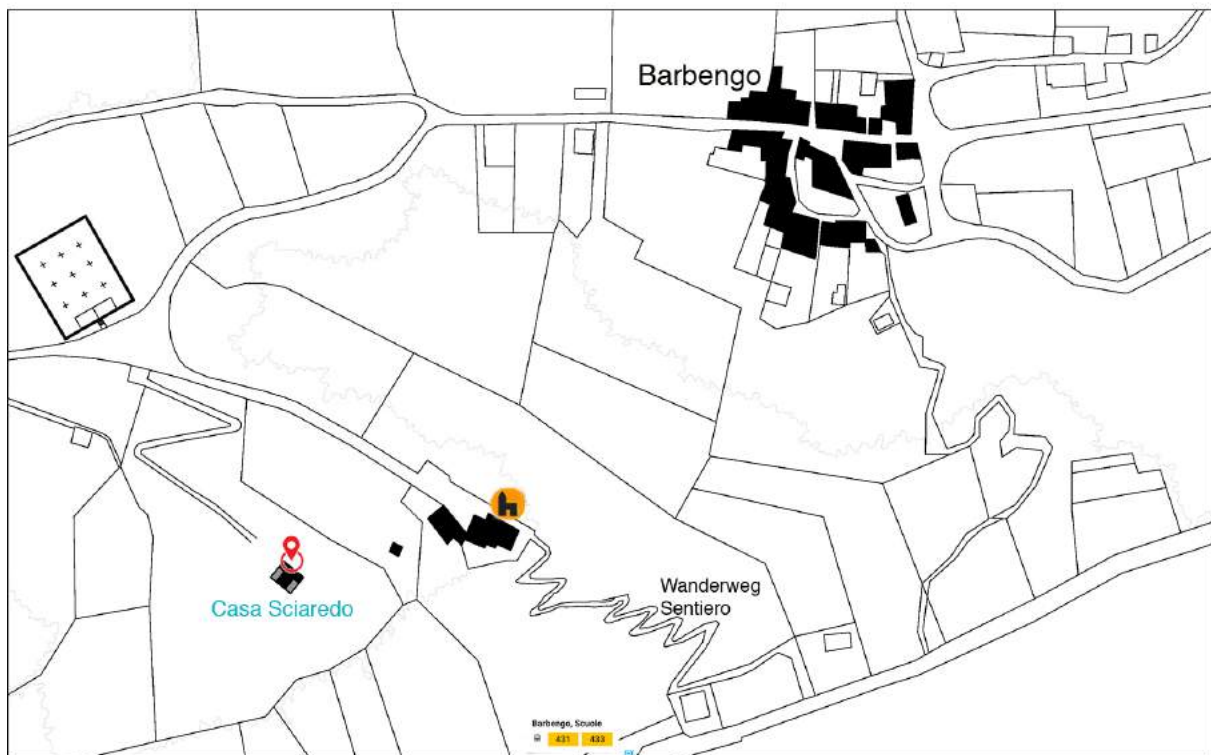 Barbengo
Casa Sciaredo
Wanderweg
Sentiero
Barbengo, Scuole
431 433